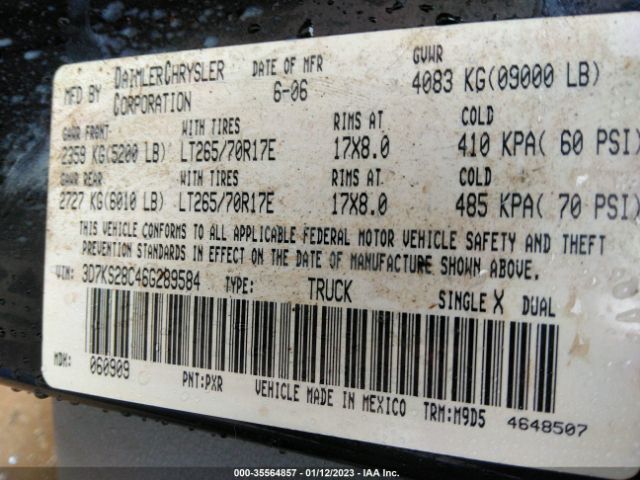 MFD BY DAIMLERCHRYSLER CORPORATION DATE OF MFR 6-06 GVWR 4083 KG(09000 LB)
GAWR FRONT WITH TIRES RIMS AT COLD
2359 KG(5200 LB) LT265/70R17E 17X8.0 410 KPA( 60 PSI)
GAWR REAR WITH TIRES RIMS AT COLD
2727 KG(6010 LB) LT265/70R17E 17X8.0 485 KPA( 70 PSI)
THIS VEHICLE CONFORMS TO ALL APPLICABLE FEDERAL MOTOR VEHICLE SAFETY AND THEFT
PREVENTION STANDARDS IN EFFECT ON THE DATE OF MANUFACTURE SHOWN ABOVE.
VIN: 3D7KS28C46G289584 TYPE: TRUCK SINGLE X DUAL
MDH: 060909
PNT:PXR VEHICLE MADE IN MEXICO TRM:M9D5 4648507
000-35564857 - 01/12/2023 - IAA Inc.